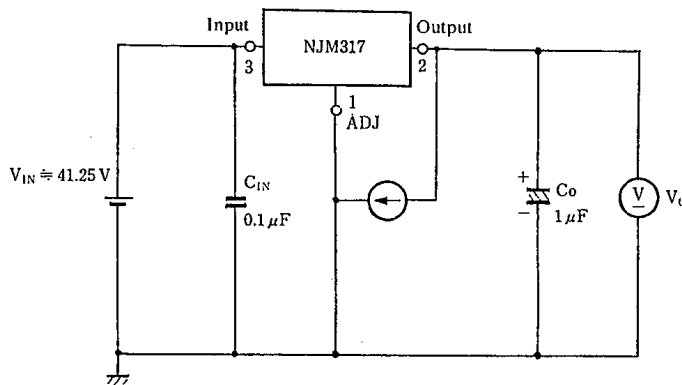 Input
NJM317
Output
3
2
1
ADJ
V_IN ≒ 41.25 V
C_IN
0.1 μF
+
Co
−
1 μF
V